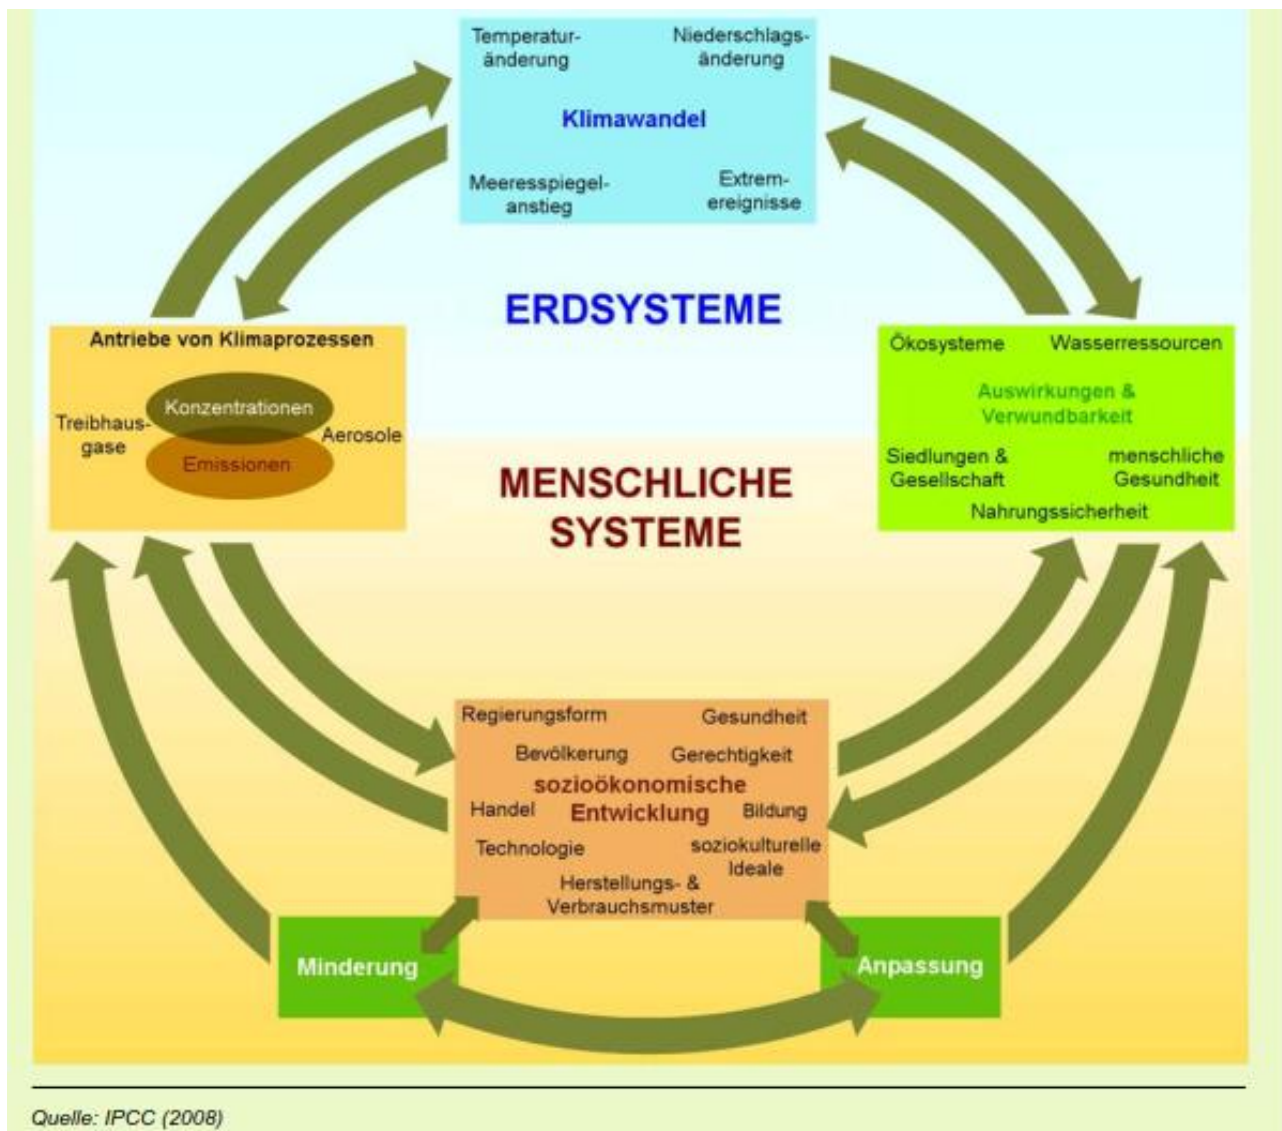 Temperatur-
änderung
Niederschlags-
änderung
Klimawandel
Meeresspiegel-
anstieg
Extrem-
ereignisse
ERDSYSTEME
Antriebe von Klimaprozessen
Konzentrationen
Treibhaus-
gase
Aerosole
Emissionen
Ökosysteme
Wasserressourcen
Auswirkungen &
Verwundbarkeit
Siedlungen &
Gesellschaft
menschliche
Gesundheit
Nahrungssicherheit
MENSCHLICHE
SYSTEME
Regierungsform
Gesundheit
Bevölkerung
Gerechtigkeit
sozioökonomische
Entwicklung
Handel
Bildung
Technologie
soziokulturelle
Ideale
Herstellungs- &
Verbrauchsmuster
Minderung
Anpassung
Quelle: IPCC (2008)